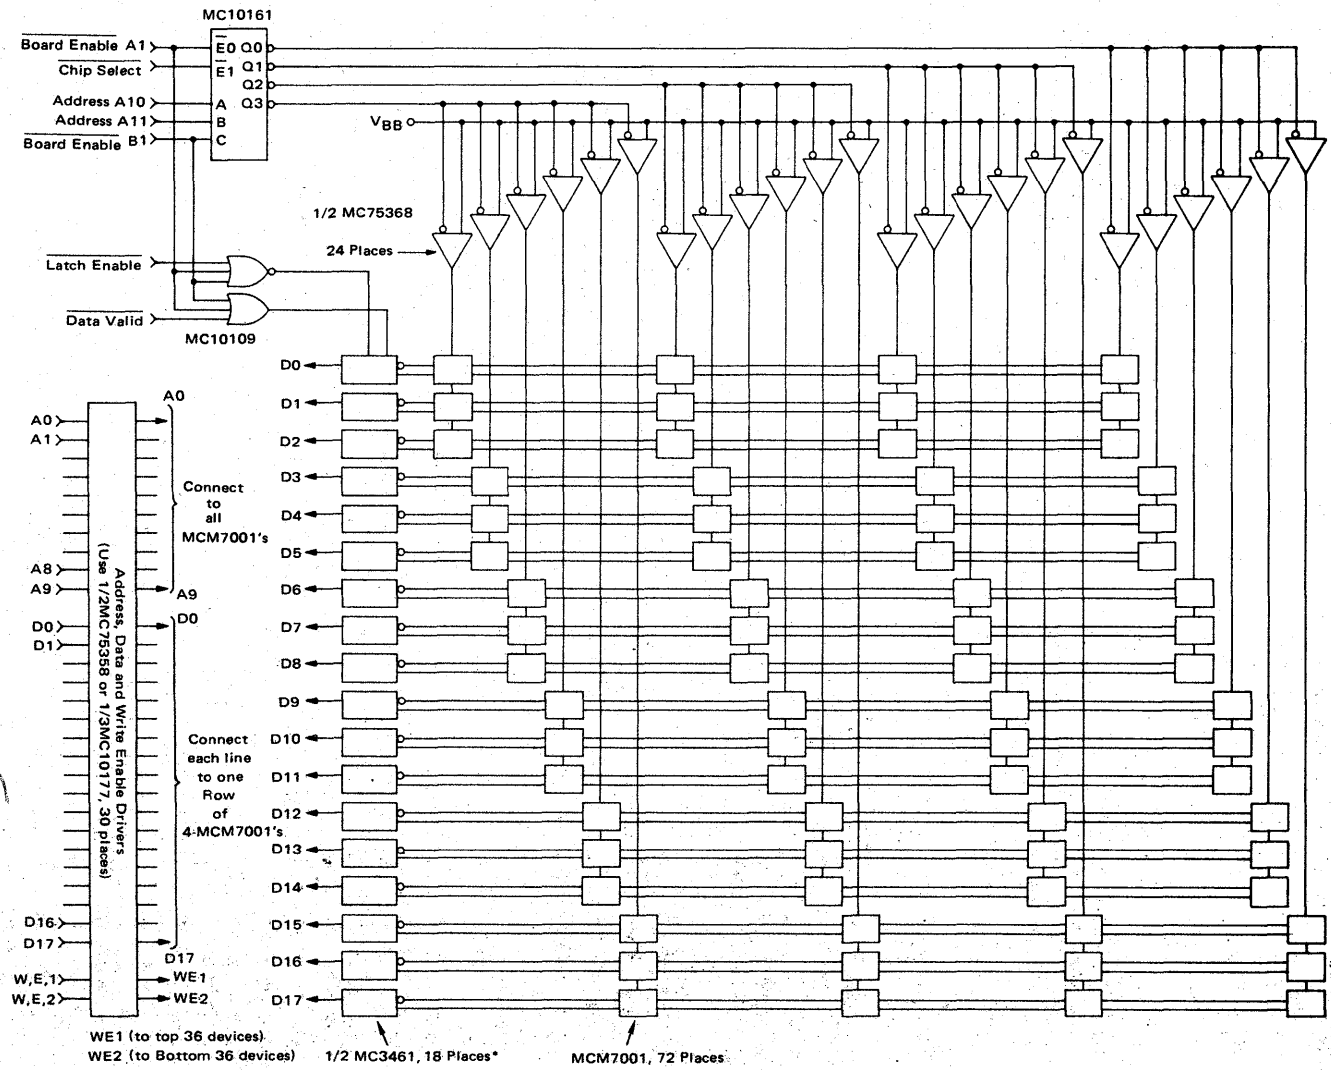 MC10161
Board Enable A1
E0 Q0
Chip Select
E1 Q1
Q2
Address A10
A Q3
Address A11
B
VBB
Board Enable B1
C
1/2 MC75368
24 Places
Latch Enable
Data Valid
MC10109
D0
D1
D2
D3
D4
D5
D6
D7
D8
D9
D10
D11
D12
D13
D14
D15
D16
D17
A0
A0
A1
Connect
to
all
MCM7001's
A8
A9
A9
D0
D0
D1
Address, Data and Write Enable Drivers
(Use 1/2MC75358 or 1/3MC10177, 30 places)
Connect
each line
to one
Row
of
4-MCM7001's
D16
D17
D17
W,E,1
WE1
W,E,2
WE2
WE1 (to top 36 devices)
WE2 (to Bottom 36 devices)
1/2 MC3461, 18 Places*
MCM7001, 72 Places